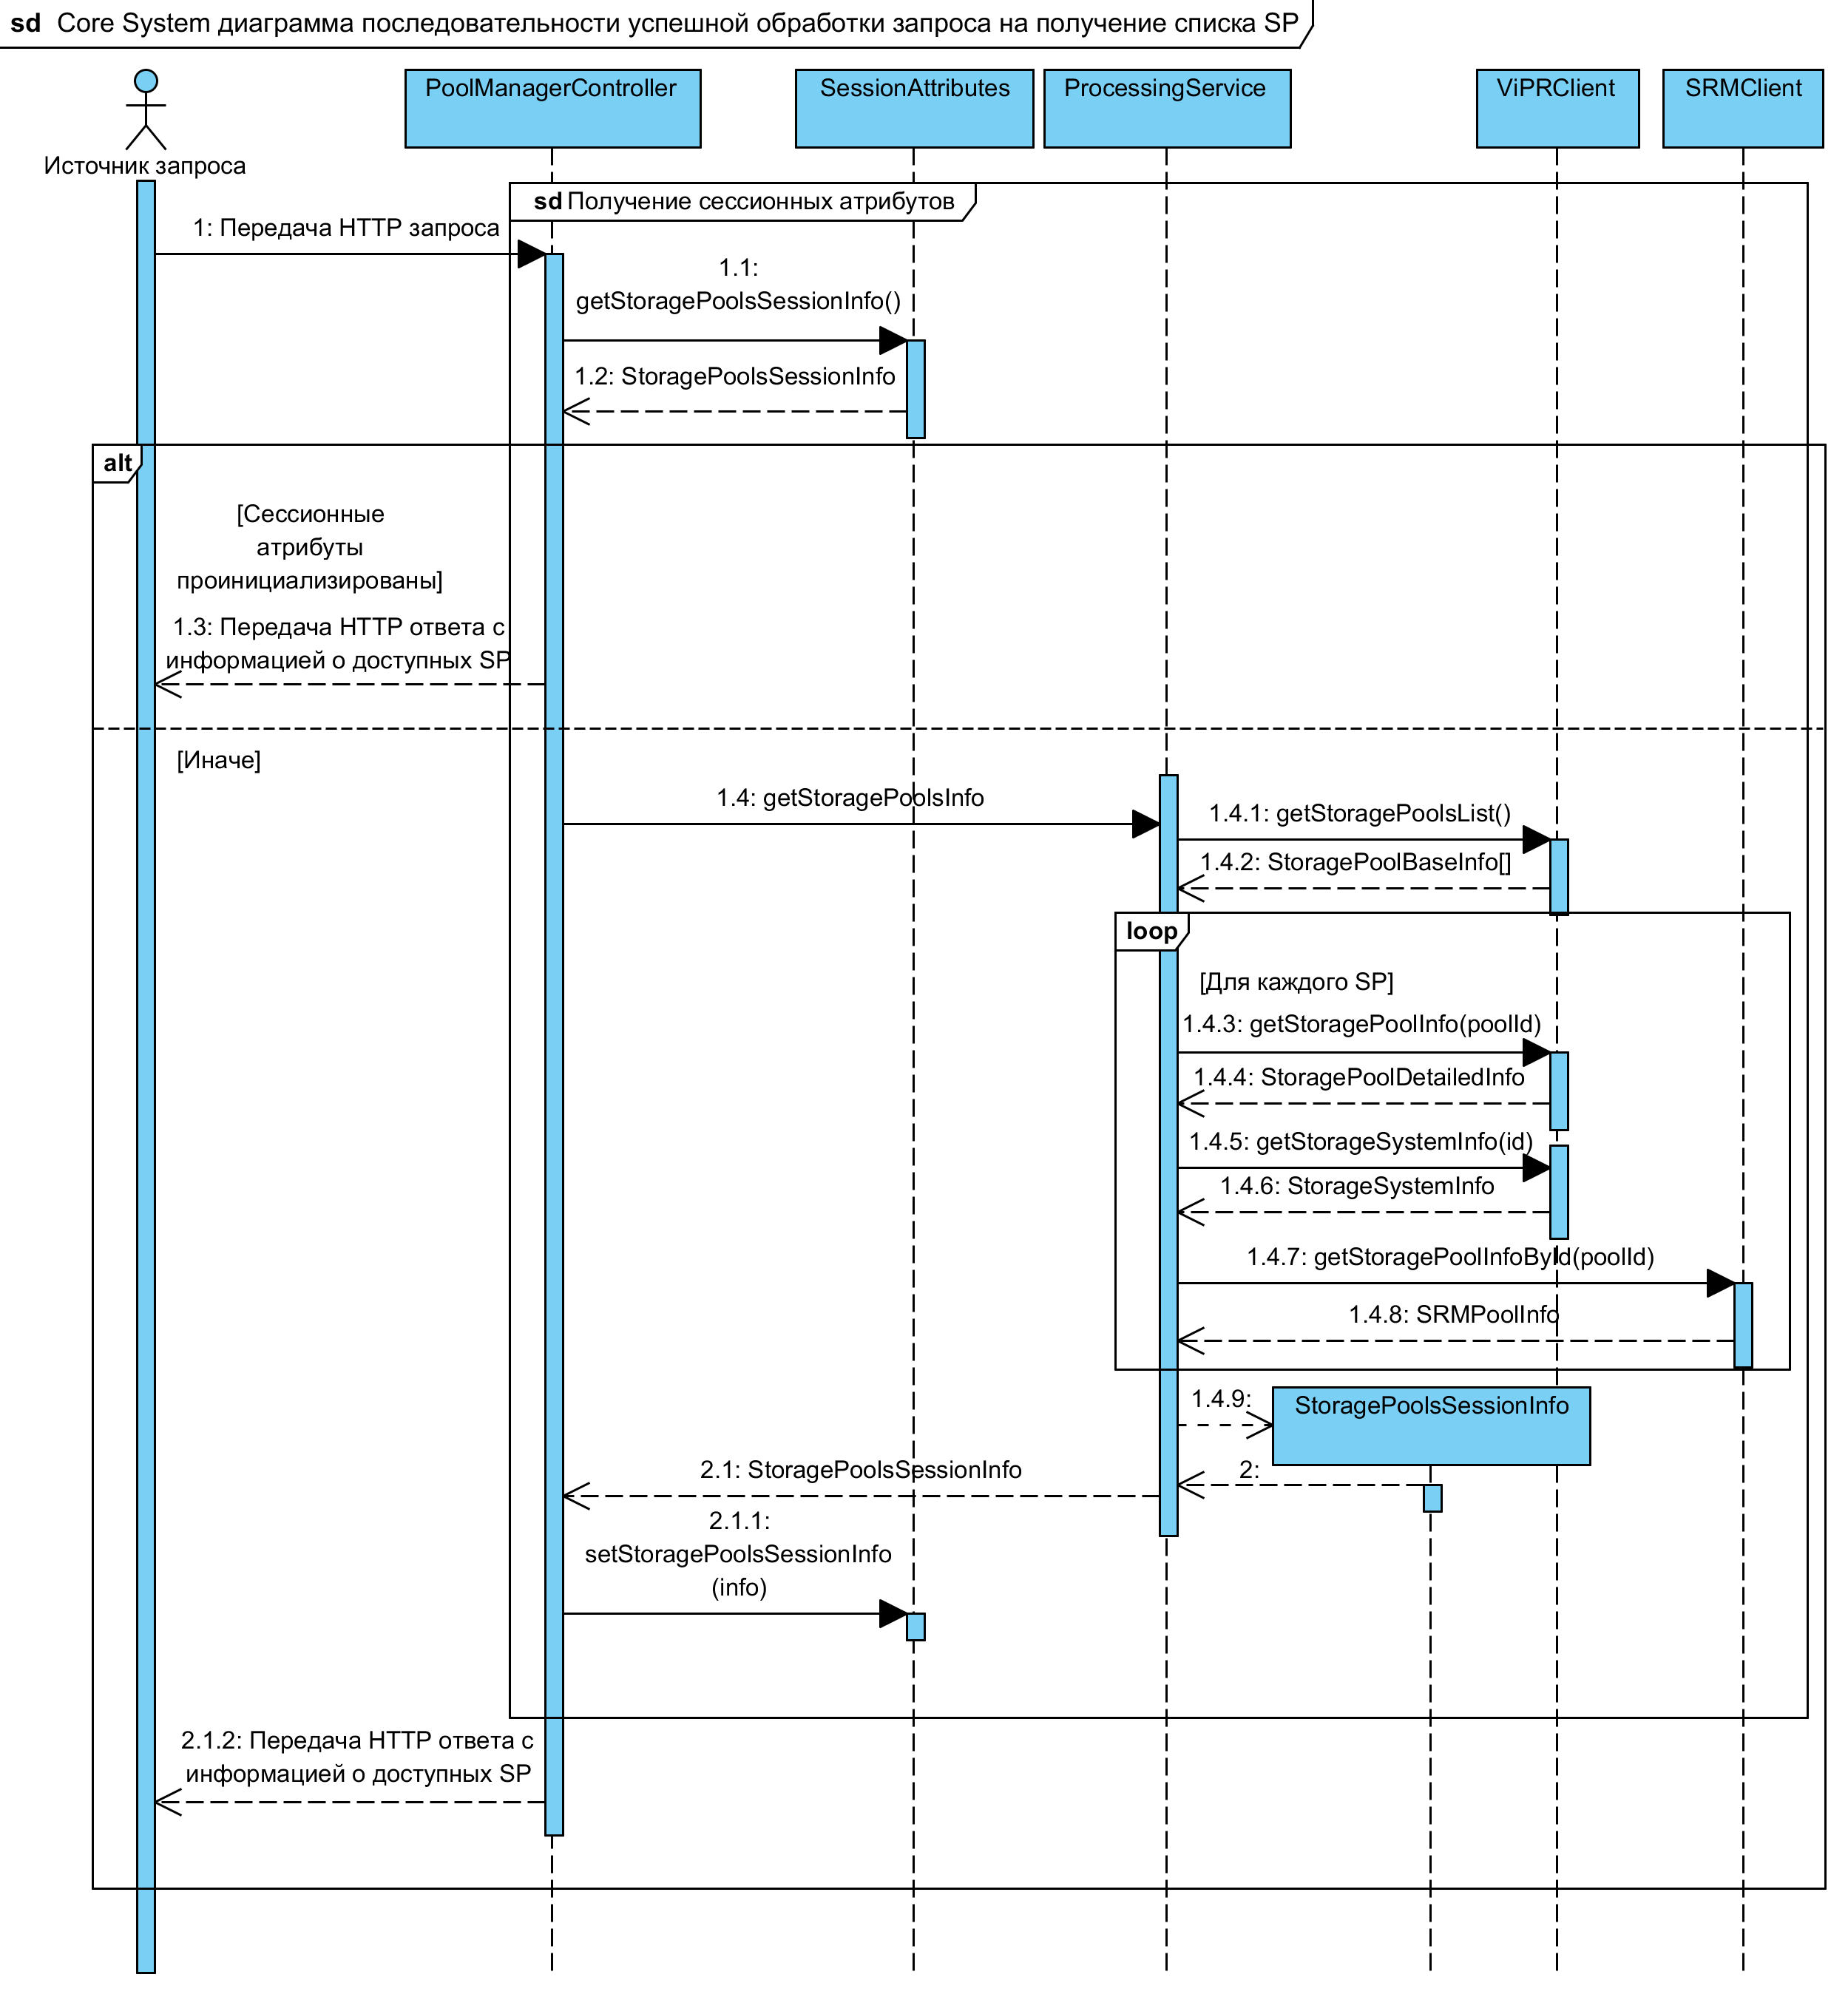 sd Core System диаграмма последовательности успешной обработки запроса на получение списка SP
PoolManagerController
SessionAttributes
ProcessingService
ViPRClient
SRMClient
Источник запроса
sd Получение сессионных атрибутов
1: Передача HTTP запроса
1.1:
getStoragePoolsSessionInfo()
1.2: StoragePoolsSessionInfo
alt
[Сессионные
атрибуты
проинициализированы]
1.3: Передача HTTP ответа с
информацией о доступных SP
[Иначе]
1.4: getStoragePoolsInfo
1.4.1: getStoragePoolsList()
1.4.2: StoragePoolBaseInfo[]
loop
[Для каждого SP]
1.4.3: getStoragePoolInfo(poolId)
1.4.4: StoragePoolDetailedInfo
1.4.5: getStorageSystemInfo(id)
1.4.6: StorageSystemInfo
1.4.7: getStoragePoolInfoById(poolId)
1.4.8: SRMPoolInfo
1.4.9:
StoragePoolsSessionInfo
2:
2.1: StoragePoolsSessionInfo
2.1.1:
setStoragePoolsSessionInfo
(info)
2.1.2: Передача HTTP ответа с
информацией о доступных SP